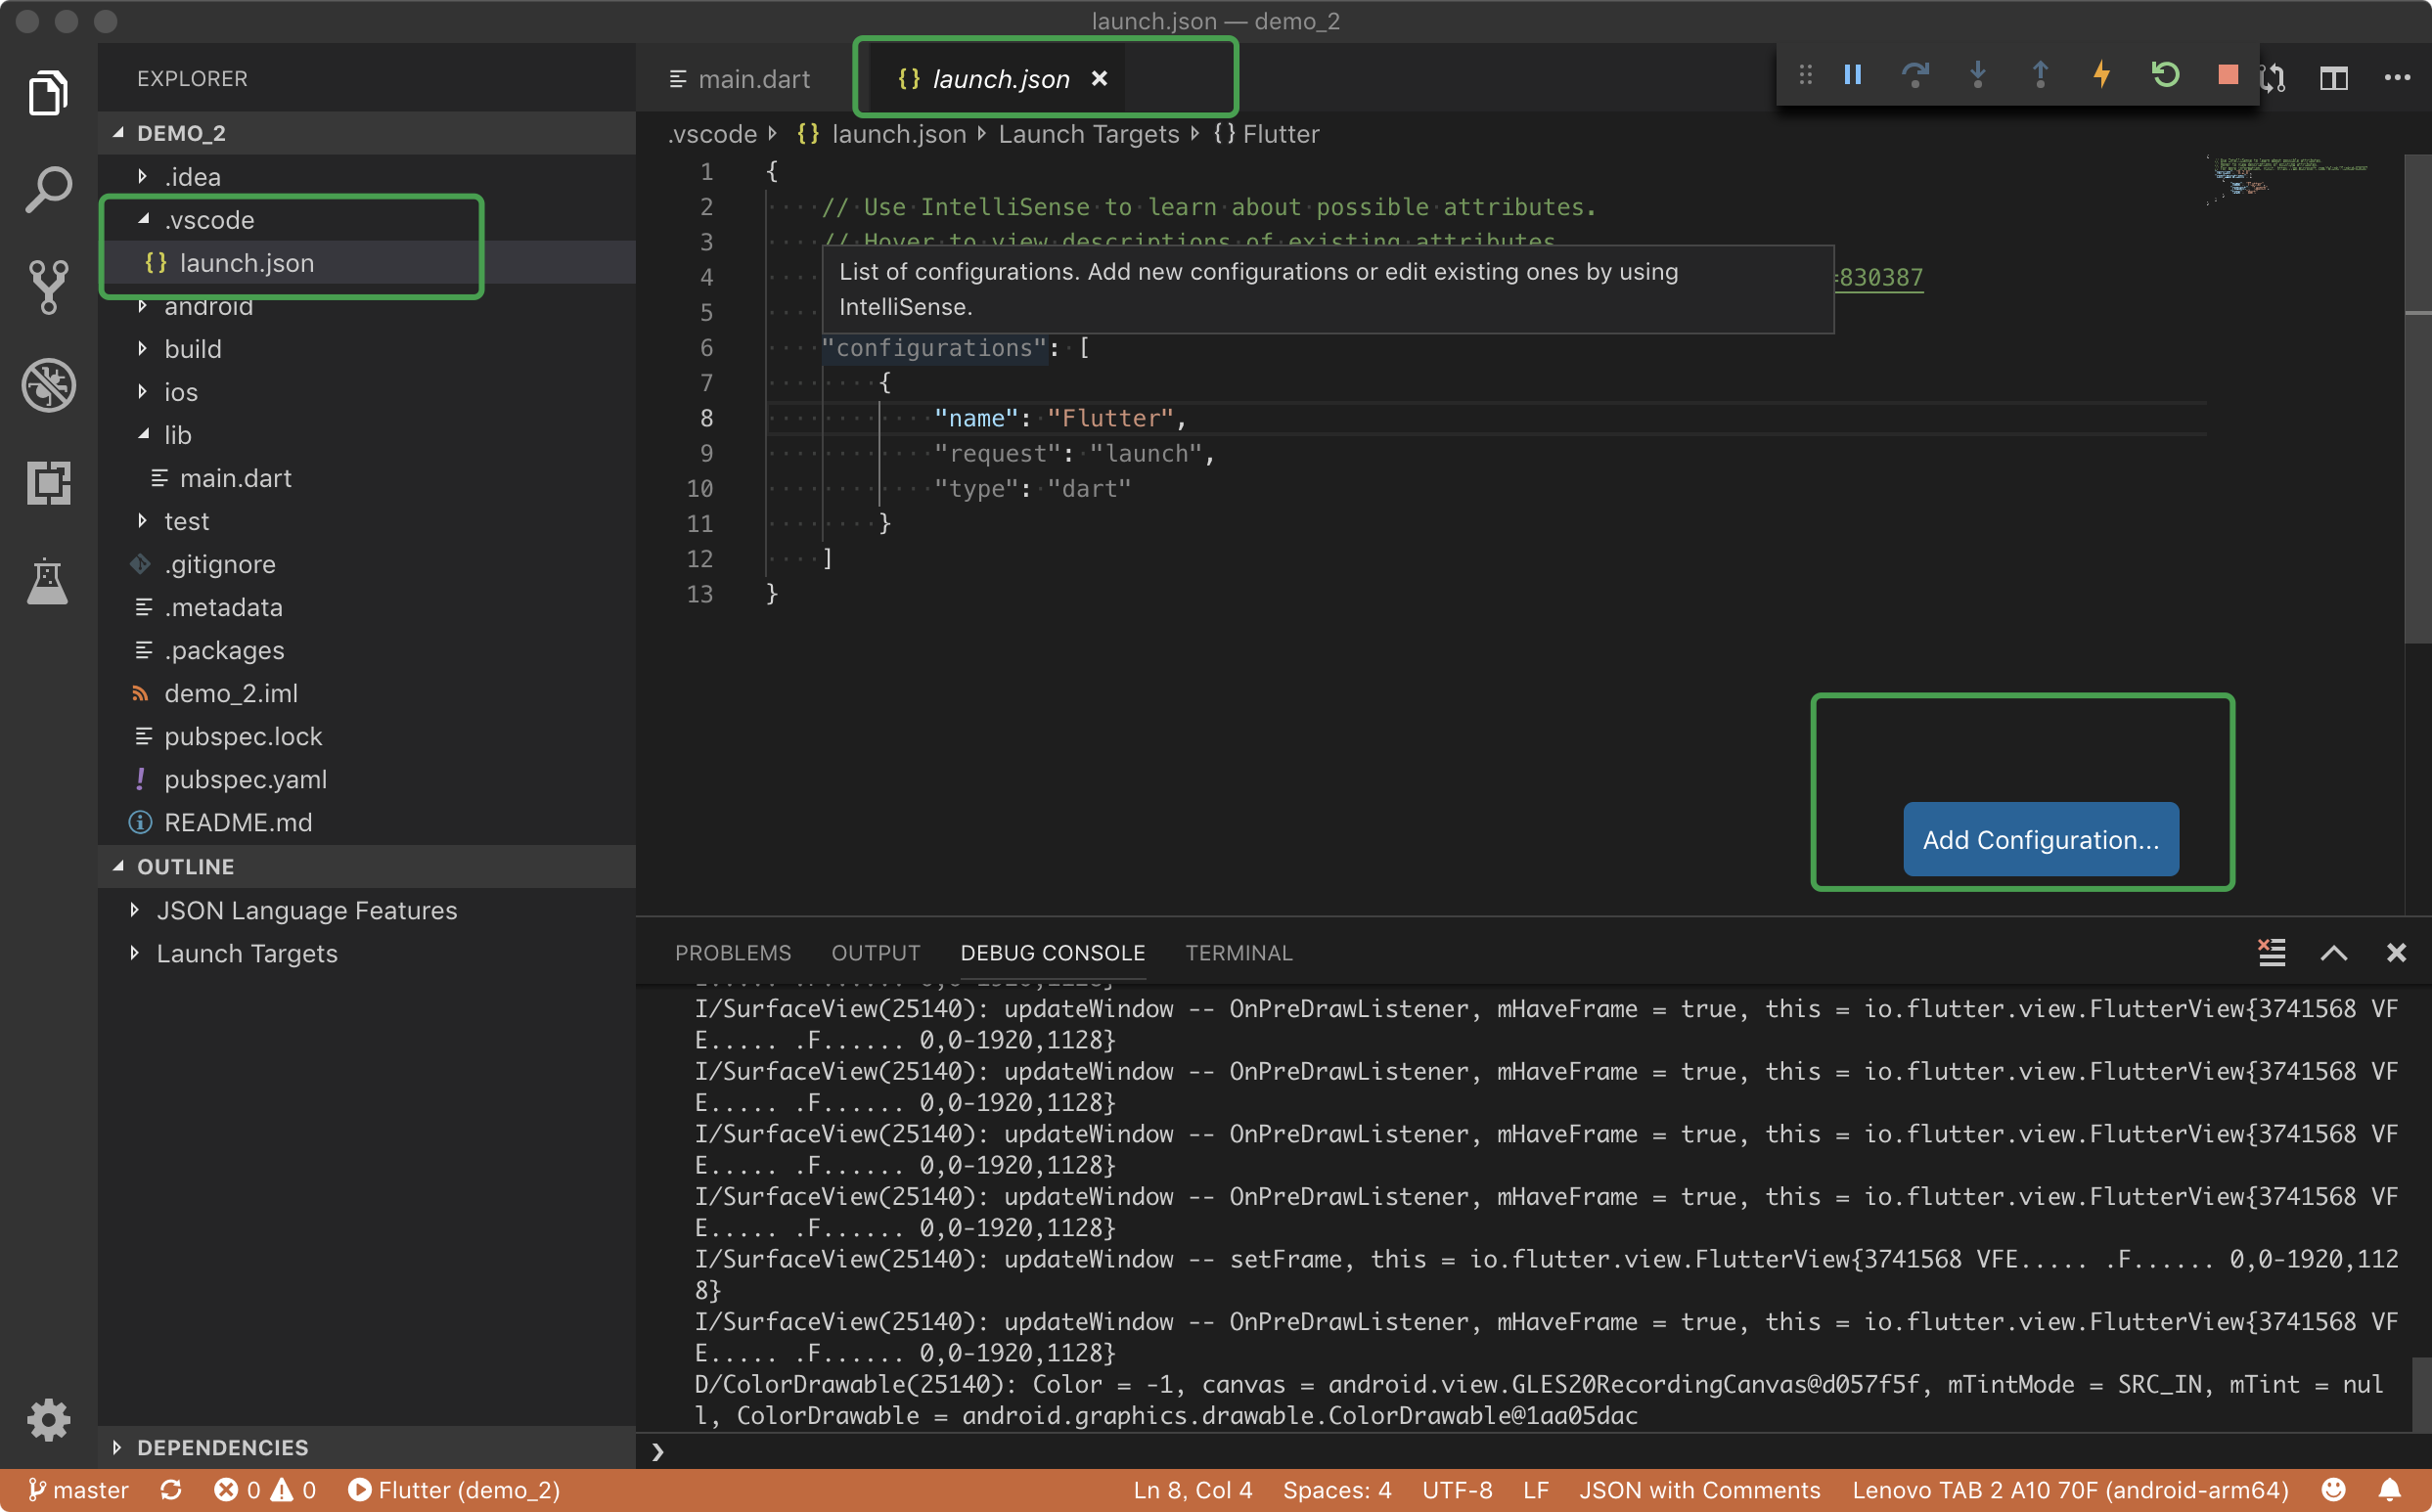 launch.json — demo_2
EXPLORER
DEMO_2
.idea
.vscode
{} launch.json
android
build
ios
lib
main.dart
test
.gitignore
.metadata
.packages
demo_2.iml
pubspec.lock
! pubspec.yaml
README.md
OUTLINE
JSON Language Features
Launch Targets
DEPENDENCIES
main.dart
{} launch.json ×
.vscode {} launch.json Launch Targets {} Flutter
1 {
2 // Use IntelliSense to learn about possible attributes.
3 // Hover to view descriptions of existing attributes.
List of configurations. Add new configurations or edit existing ones by using
IntelliSense.
4 =830387
5
6 "configurations": [
7 {
8 "name": "Flutter",
9 "request": "launch",
10 "type": "dart"
11 }
12 ]
13 }
Add Configuration...
PROBLEMS OUTPUT DEBUG CONSOLE TERMINAL
I/SurfaceView(25140): updateWindow -- OnPreDrawListener, mHaveFrame = true, this = io.flutter.view.FlutterView{3741568 VF
E..... .F...... 0,0-1920,1128}
I/SurfaceView(25140): updateWindow -- OnPreDrawListener, mHaveFrame = true, this = io.flutter.view.FlutterView{3741568 VF
E..... .F...... 0,0-1920,1128}
I/SurfaceView(25140): updateWindow -- OnPreDrawListener, mHaveFrame = true, this = io.flutter.view.FlutterView{3741568 VF
E..... .F...... 0,0-1920,1128}
I/SurfaceView(25140): updateWindow -- OnPreDrawListener, mHaveFrame = true, this = io.flutter.view.FlutterView{3741568 VF
E..... .F...... 0,0-1920,1128}
I/SurfaceView(25140): updateWindow -- setFrame, this = io.flutter.view.FlutterView{3741568 VFE..... .F...... 0,0-1920,112
8}
I/SurfaceView(25140): updateWindow -- OnPreDrawListener, mHaveFrame = true, this = io.flutter.view.FlutterView{3741568 VF
E..... .F...... 0,0-1920,1128}
D/ColorDrawable(25140): Color = -1, canvas = android.view.GLES20RecordingCanvas@d057f5f, mTintMode = SRC_IN, mTint = nul
l, ColorDrawable = android.graphics.drawable.ColorDrawable@1aa05dac
master 0 0 Flutter (demo_2) Ln 8, Col 4 Spaces: 4 UTF-8 LF JSON with Comments Lenovo TAB 2 A10 70F (android-arm64)